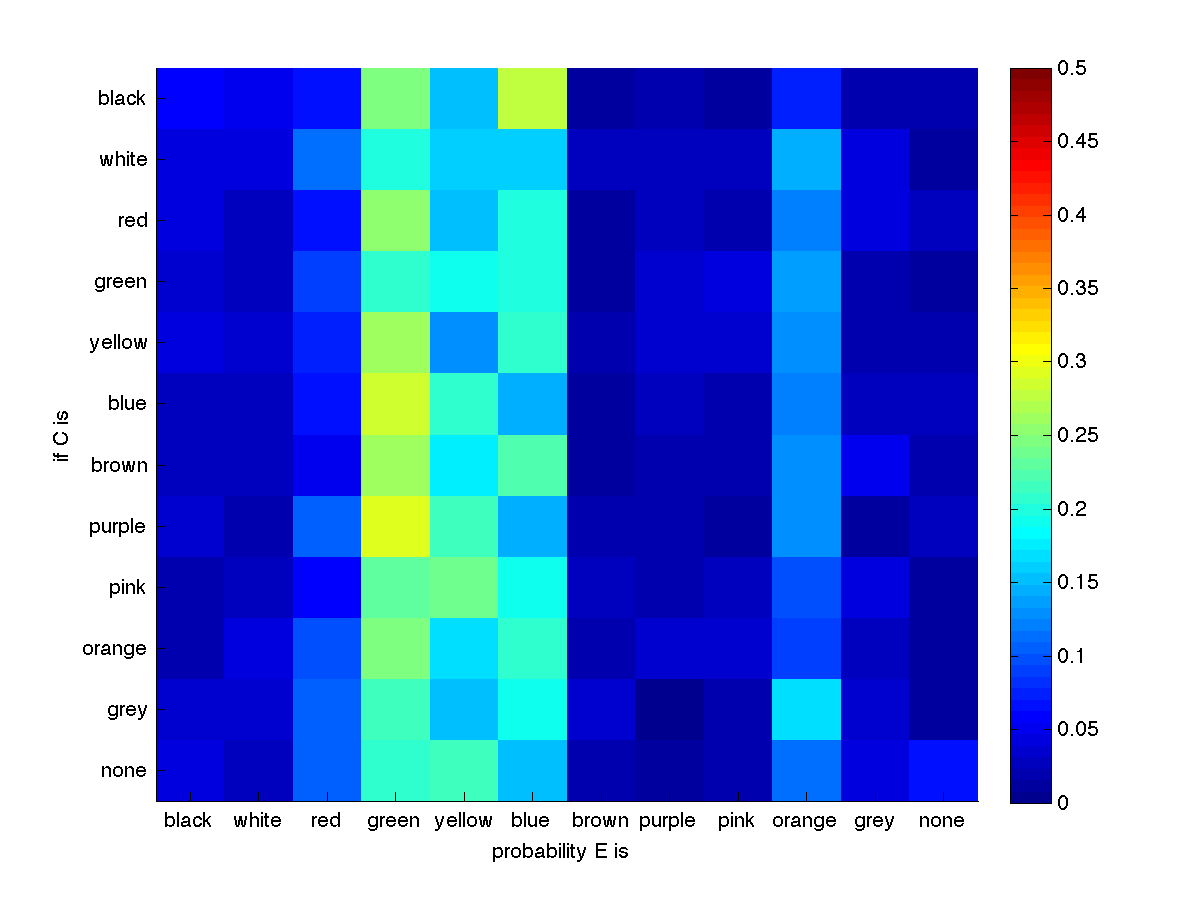 black
white
red
green
yellow
blue
brown
purple
pink
orange
grey
none
if C is
black white red green yellow blue brown purple pink orange grey none
probability E is
0.5
0.45
0.4
0.35
0.3
0.25
0.2
0.15
0.1
0.05
0